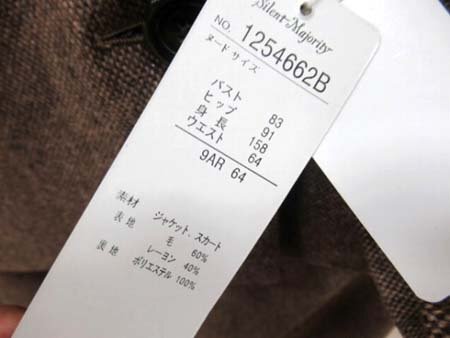 Silent-Majority
NO. 1254662B
ヌードサイズ
バスト 83
ヒップ 91
身長 158
ウエスト 64
9AR 64
素材 ジャケット、スカート
表地 毛 60%
レーヨン 40%
裏地 ポリエステル 100%